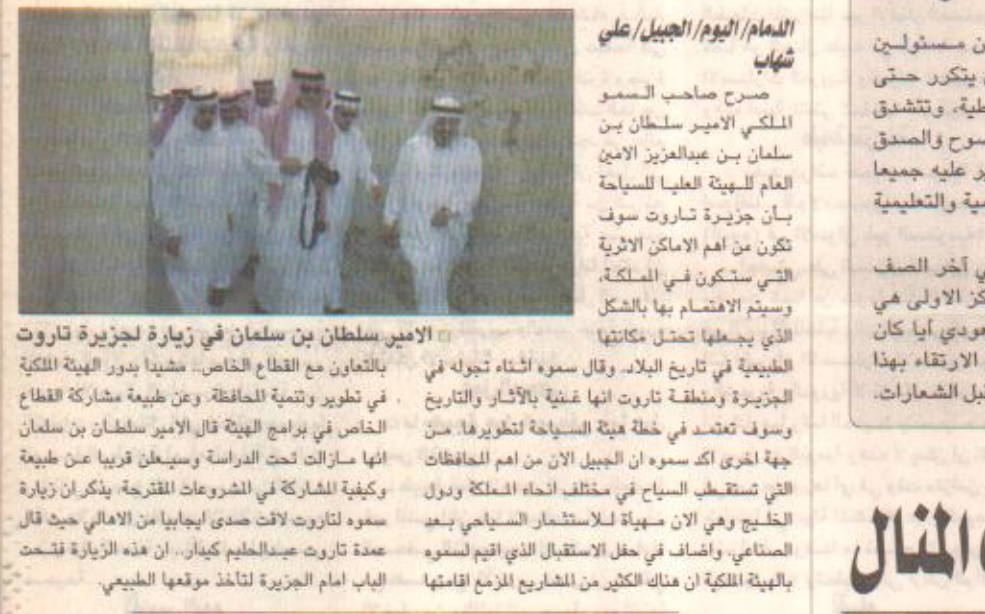 الدمام/اليوم/الجبيل/علي
شهاب
صرح صاحب السمو
الملكي الامير سلطان بن
سلمان بن عبدالعزيز الامين
العام للهيئة العليا للسياحة
بأن جزيرة تاروت سوف
تكون من اهم الاماكن الاثرية
التي ستكون في المملكة،
وسيتم الاهتمام بها بالشكل
الذي يجعلها تحتل مكانتها
الطبيعية في تاريخ البلاد. وقال سموه اثناء تجوله في
الجزيرة ومنطقة تاروت انها غنية بالآثار والتاريخ
وسوف تعتمد في خطة هيئة السياحة لتطويرها. من
جهة اخرى اكد سموه ان الجبيل الان من اهم المحافظات
التي تستقطب السياح في مختلف انحاء المملكة ودول
الخليج وهي الان مهيأة للاستثمار السياحي بعد
الصناعي. واضاف في حفل الاستقبال الذي اقيم لسموه
بالهيئة الملكية ان هناك الكثير من المشاريع المزمع اقامتها
الامير سلطان بن سلمان في زيارة لجزيرة تاروت
بالتعاون مع القطاع الخاص.. مشيدا بدور الهيئة الملكية
في تطوير وتنمية المحافظة. وعن طبيعة مشاركة القطاع
الخاص في برامج الهيئة قال الامير سلطان بن سلمان
انها مازالت تحت الدراسة وسيعلن قريبا عن طبيعة
وكيفية المشاركة في المشروعات المقترحة. يذكر ان زيارة
سموه لتاروت لاقت صدى ايجابيا من الاهالي حيث قال
عمدة تاروت عبدالحليم كيدار.. ان هذه الزيارة فتحت
الباب امام الجزيرة لتأخذ موقعها الطبيعي.
ن مسئولين
يتكرر حتى
طية، وتتشدق
سوح والصدق
ير عليه جميعا
مية والتعليمية
ي آخر الصف
كز الاولى هي
عودي أيا كان
الارتقاء بهذا
قبل الشعارات.
المنال